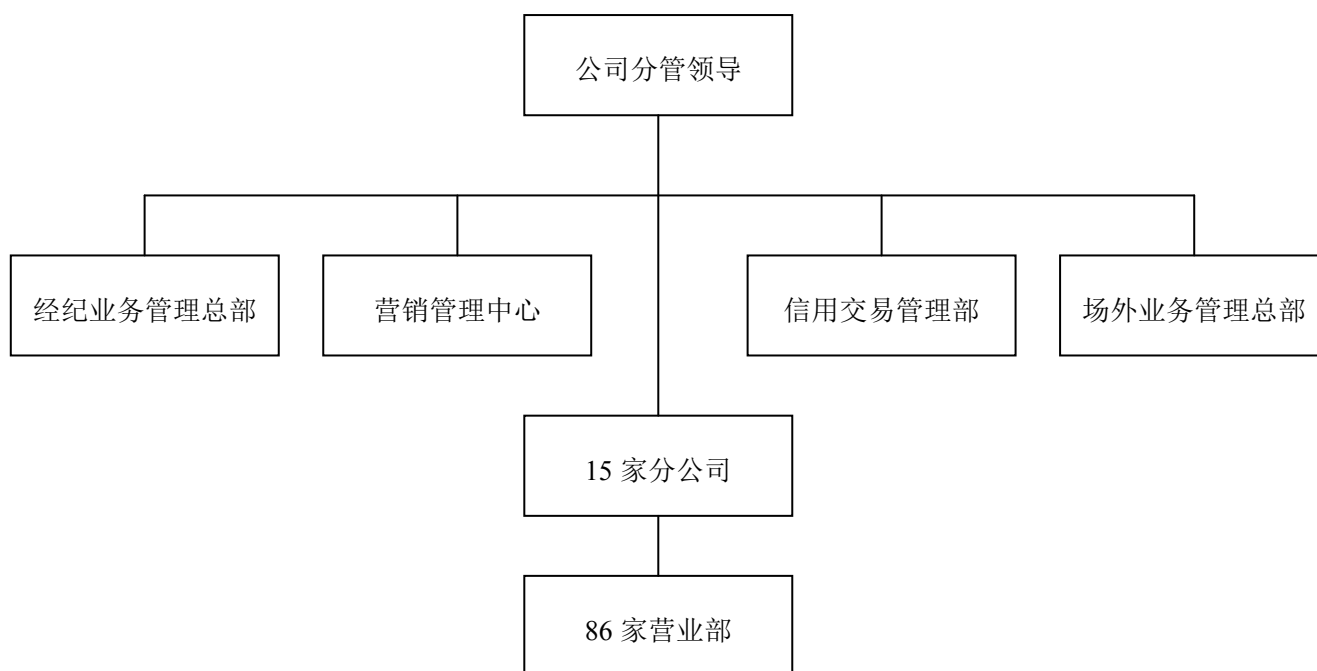 公司分管领导
经纪业务管理总部
营销管理中心
信用交易管理部
场外业务管理总部
15 家分公司
86 家营业部